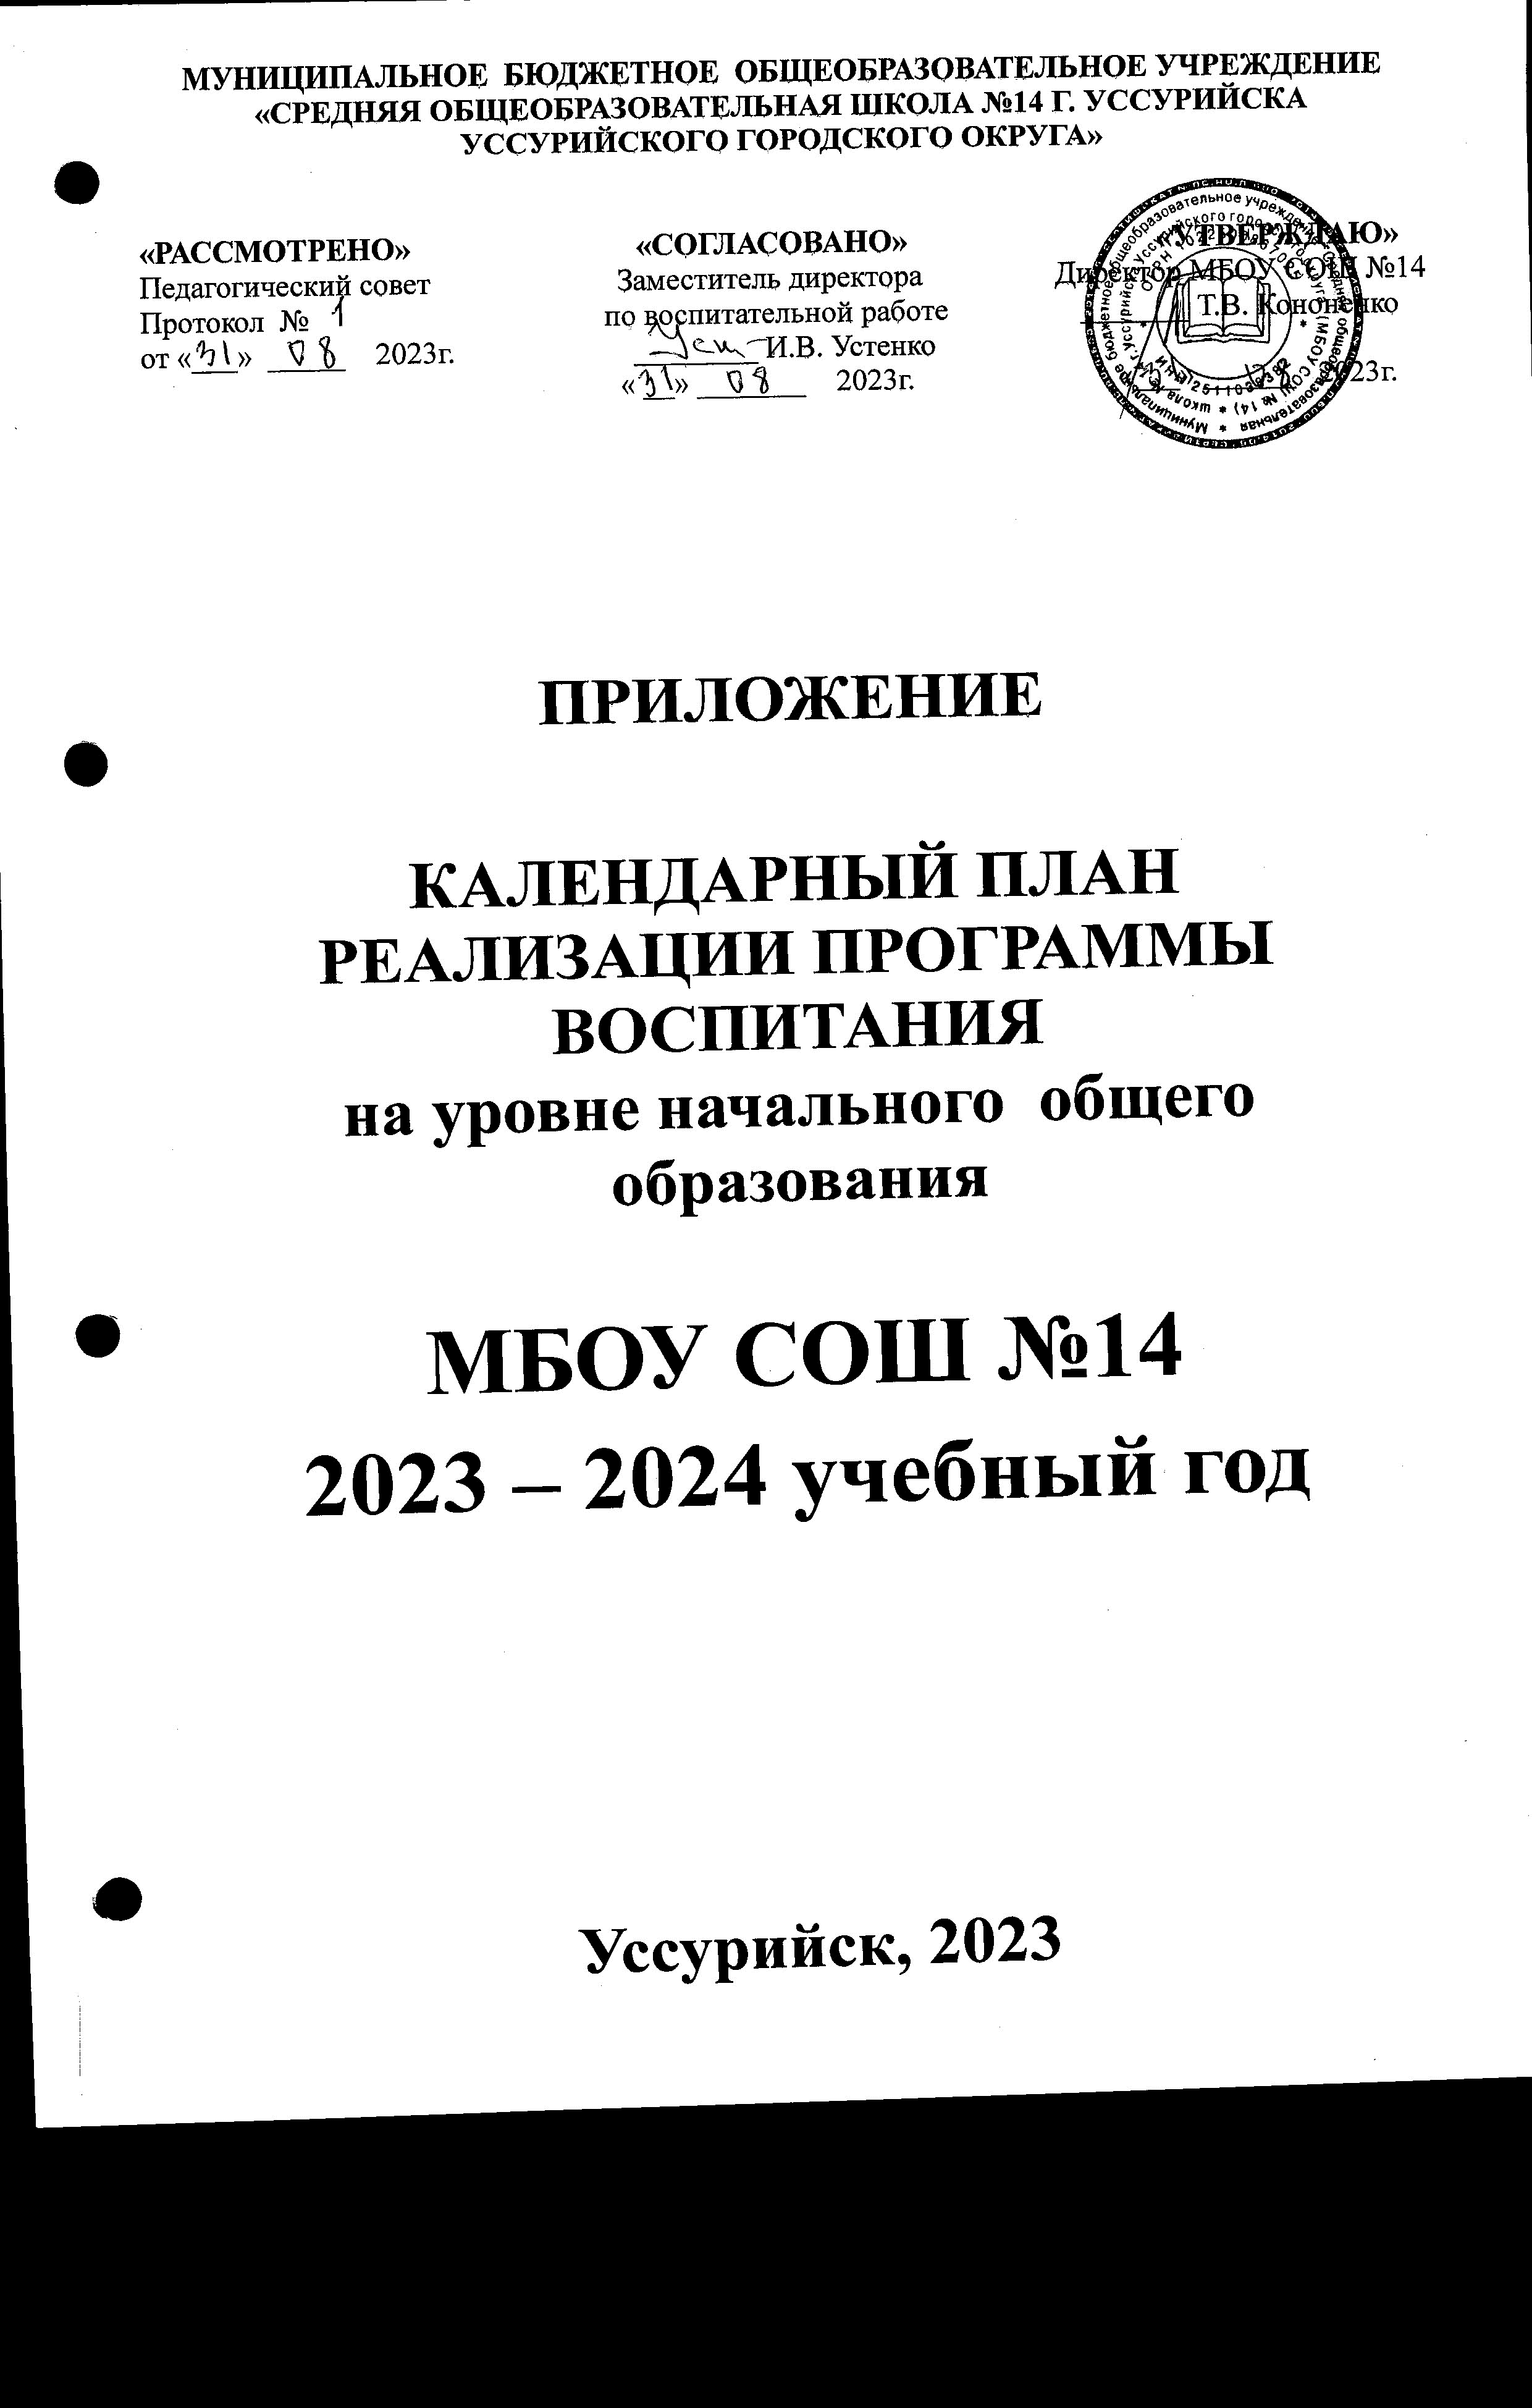 МУНИЦИПАЛЬНОЕ БЮДЖЕТНОЕ ОБЩЕОБРАЗОВАТЕЛЬНОЕ УЧРЕЖДЕНИЕ
«СРЕДНЯЯ ОБЩЕОБРАЗОВАТЕЛЬНАЯ ШКОЛА №14 Г. УССУРИЙСКА
УССУРИЙСКОГО ГОРОДСКОГО ОКРУГА»
«РАССМОТРЕНО»
Педагогический совет
Протокол № 1
от «31» 08 2023г.
«СОГЛАСОВАНО»
Заместитель директора
по воспитательной работе
И.В. Устенко
«31» 08 2023г.
«УТВЕРЖДАЮ»
Директор МБОУ СОШ №14
Т.В. Кононенко
2023г.
ПРИЛОЖЕНИЕ
КАЛЕНДАРНЫЙ ПЛАН
РЕАЛИЗАЦИИ ПРОГРАММЫ
ВОСПИТАНИЯ
на уровне начального общего
образования
МБОУ СОШ №14
2023 – 2024 учебный год
Уссурийск, 2023